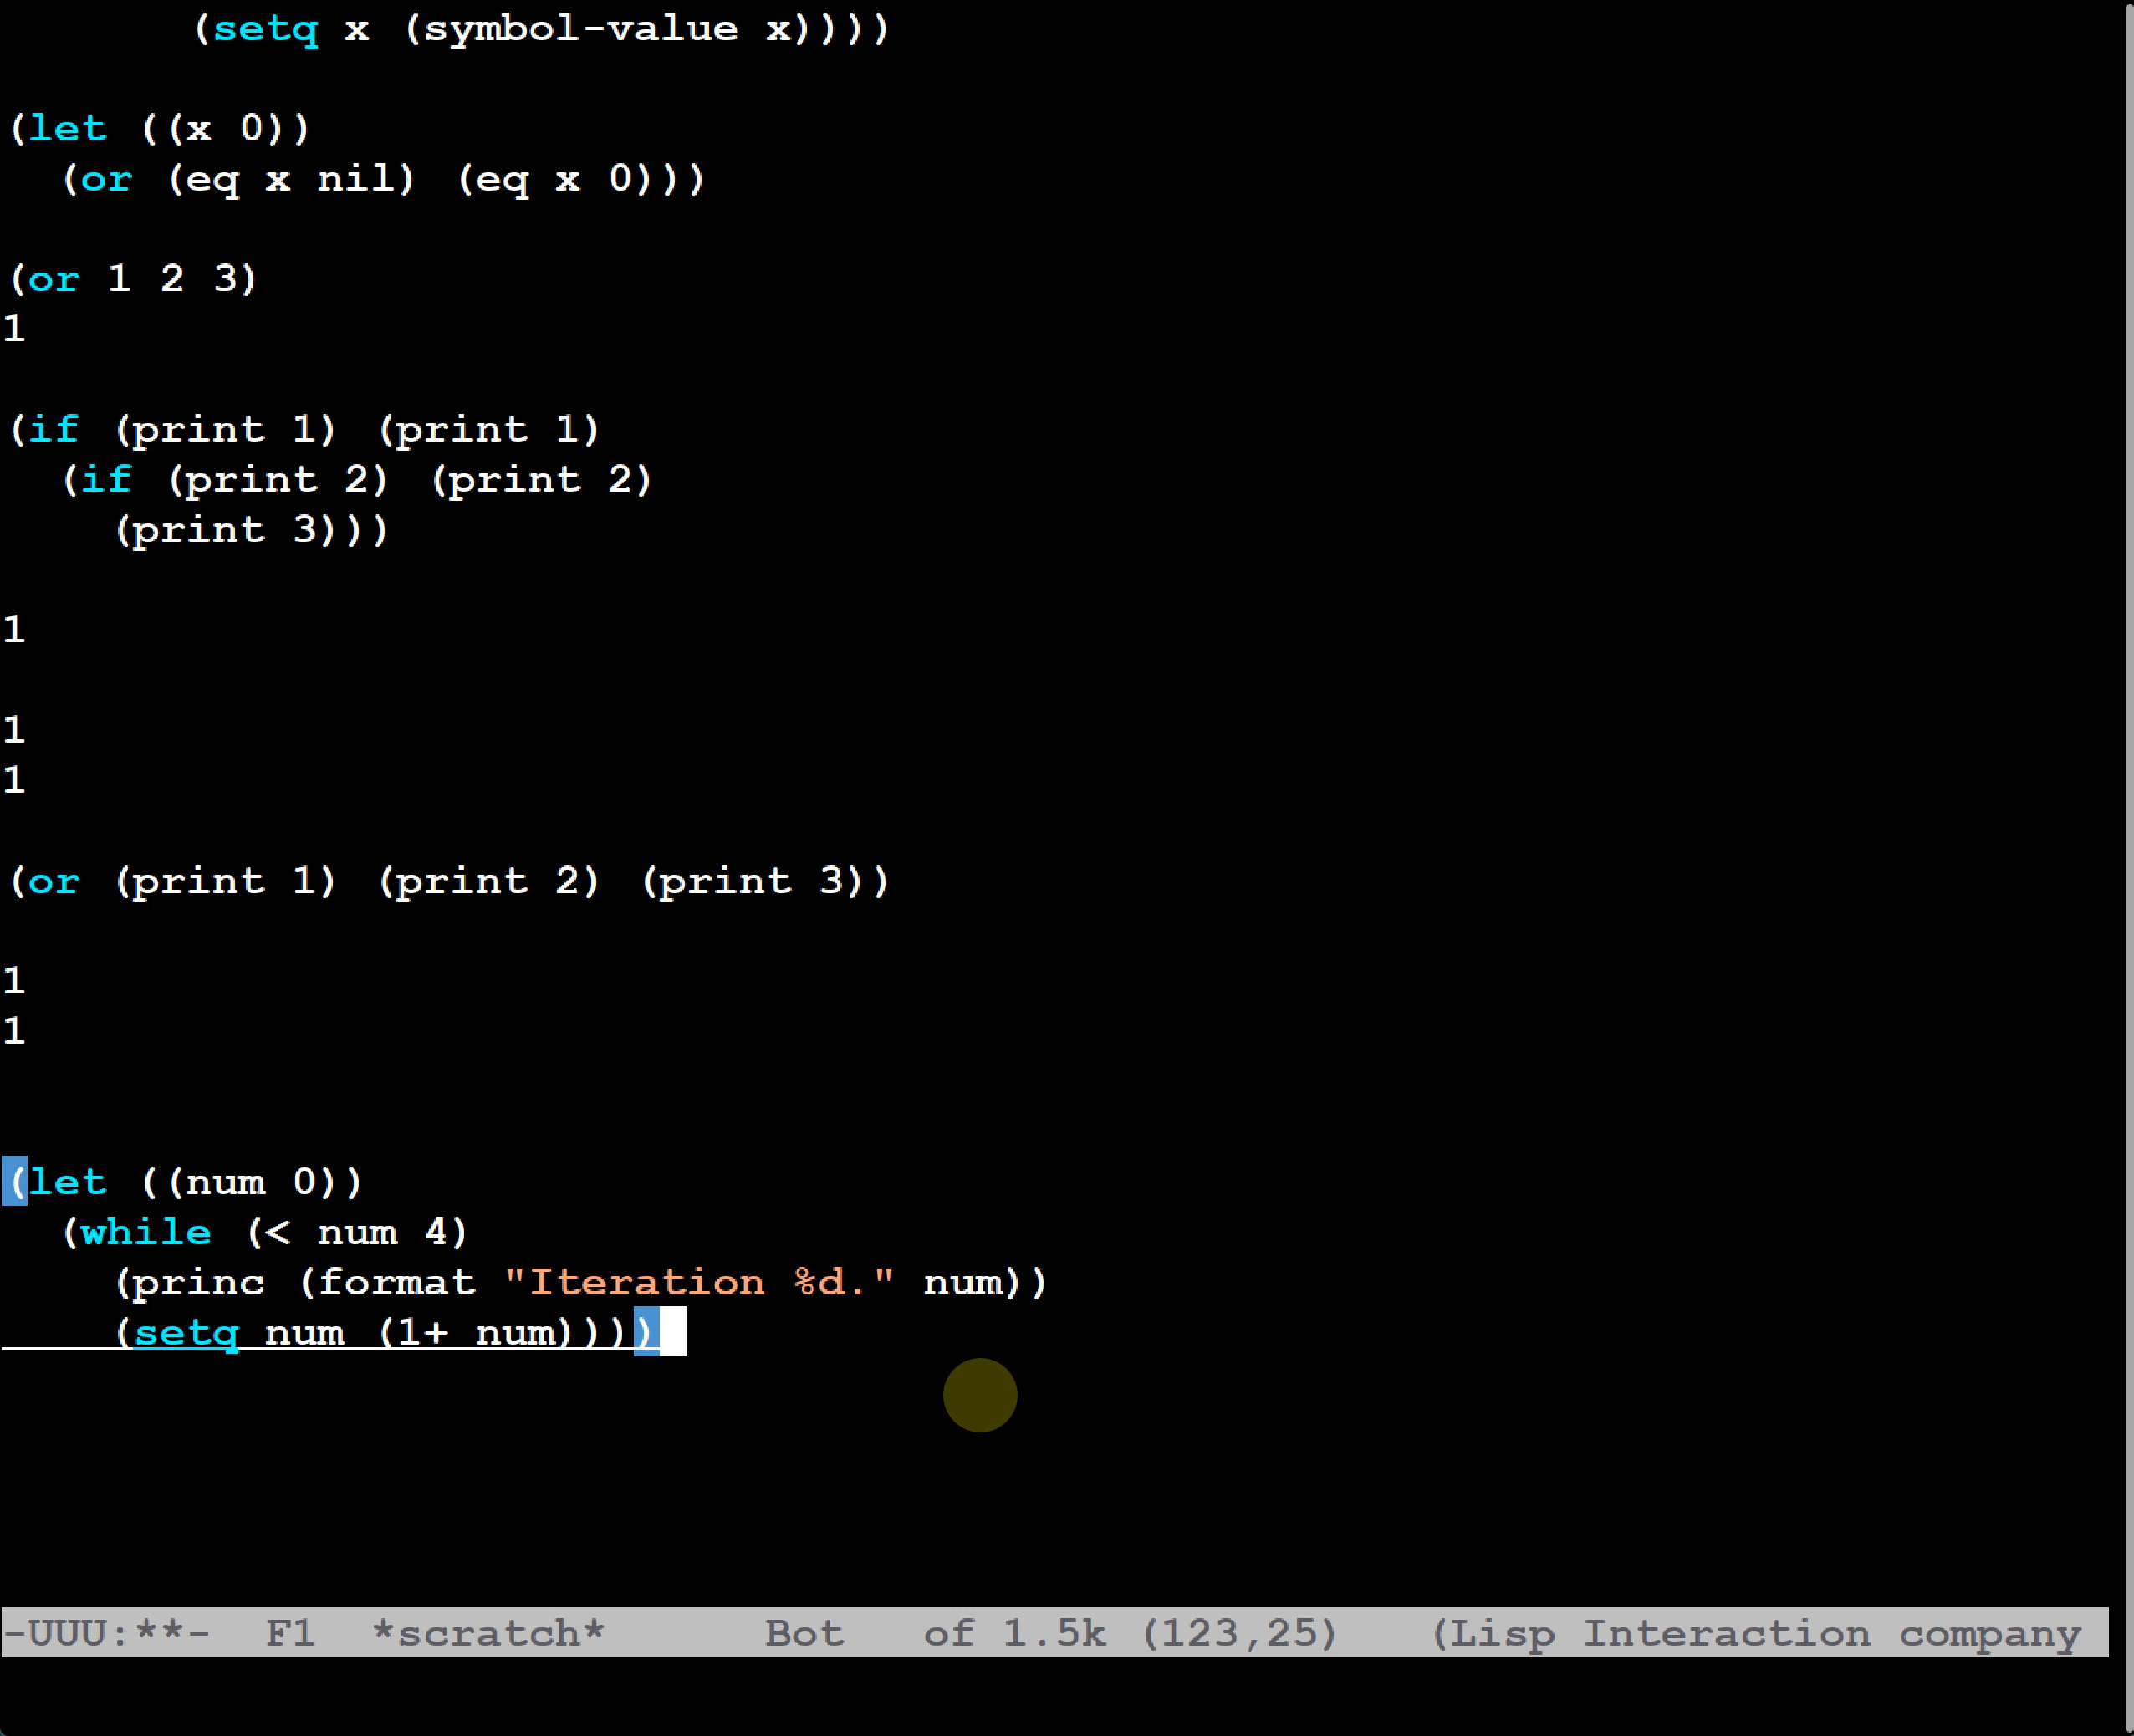 (setq x (symbol-value x))))
(let ((x 0))
(or (eq x nil) (eq x 0)))
(or 1 2 3)
1
(if (print 1) (print 1)
(if (print 2) (print 2)
(print 3)))
1
1
1
(or (print 1) (print 2) (print 3))
1
1
(let ((num 0))
(while (< num 4)
(princ (format "Iteration %d." num))
(setq num (1+ num))))
-UUU:**- F1 *scratch* Bot of 1.5k (123,25) (Lisp Interaction company